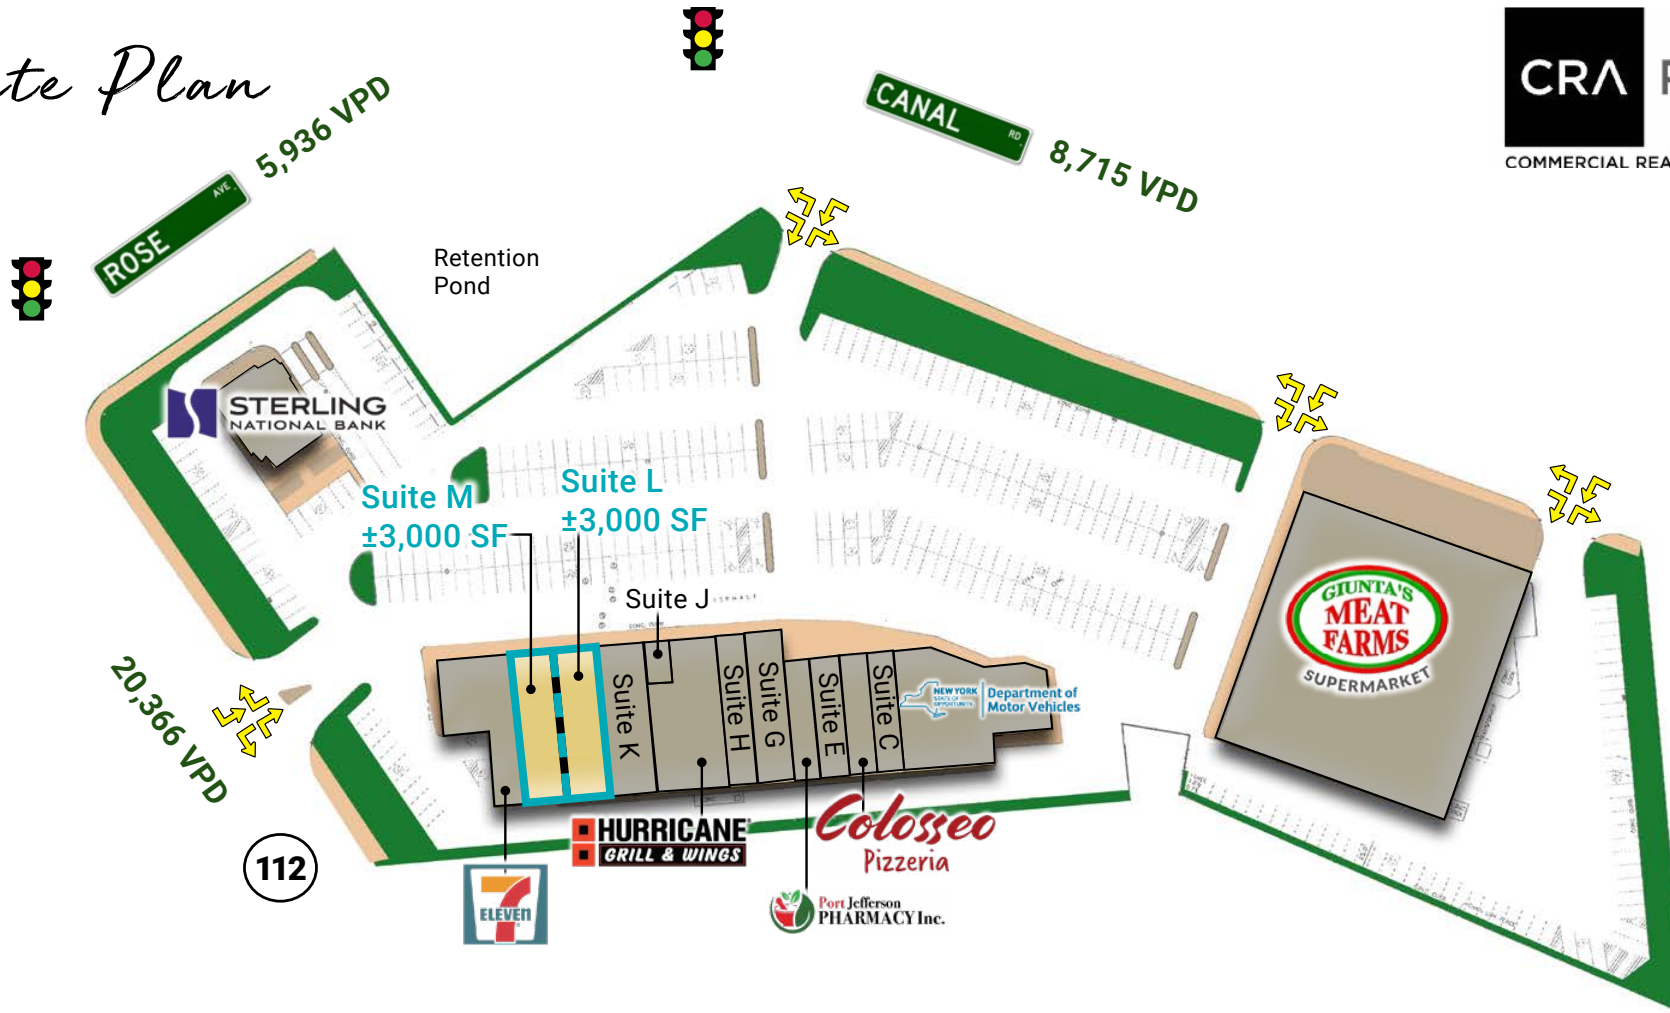 te Plan
ROSE AVE
5,936 VPD
CANAL RD
8,715 VPD
CRA
COMMERCIAL REA
Retention
Pond
STERLING
NATIONAL BANK
Suite M
±3,000 SF
Suite L
±3,000 SF
Suite J
ASPHALT
GIUNTA'S
MEAT
FARMS
SUPERMARKET
Suite K
Suite H
Suite G
Suite E
Suite C
NEW YORK
STATE OF
OPPORTUNITY
Department of
Motor Vehicles
20,366 VPD
112
7
ELEVEN
HURRICANE
GRILL & WINGS
Colosseo
Pizzeria
Port Jefferson
PHARMACY Inc.